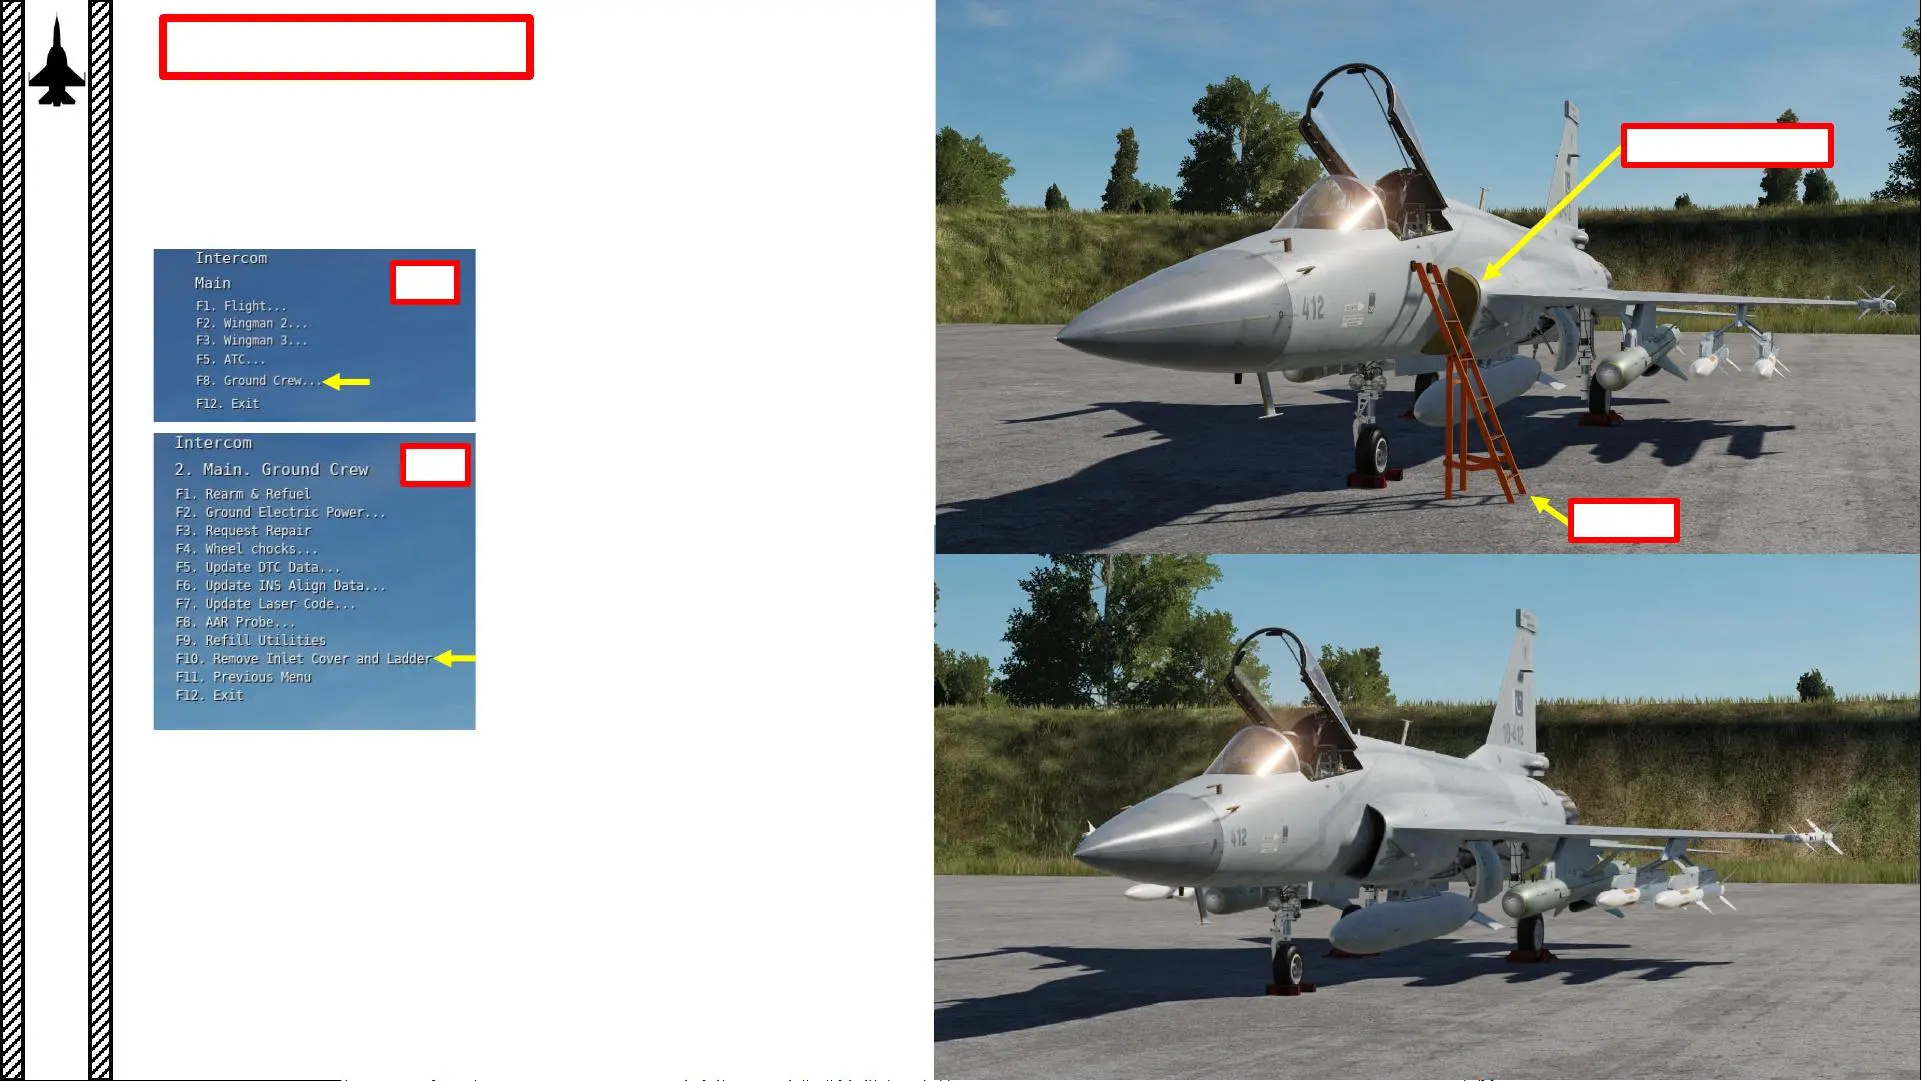 Intercom
Main
F1. Flight...
F2. Wingman 2...
F3. Wingman 3...
F5. ATC...
F8. Ground Crew...
F12. Exit
Intercom
2. Main. Ground Crew
F1. Rearm & Refuel
F2. Ground Electric Power...
F3. Request Repair
F4. Wheel chocks...
F5. Update DTC Data...
F6. Update INS Align Data...
F7. Update Laser Code...
F8. AAR Probe...
F9. Refill Utilities
F10. Remove Inlet Cover and Ladder
F11. Previous Menu
F12. Exit
412
412